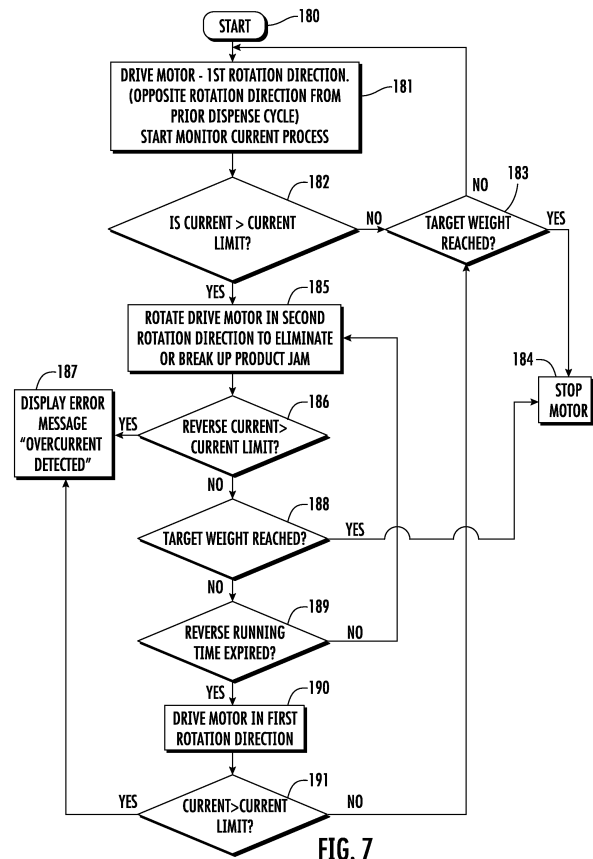 START
180
DRIVE MOTOR - 1ST ROTATION DIRECTION.
(OPPOSITE ROTATION DIRECTION FROM
PRIOR DISPENSE CYCLE)
START MONITOR CURRENT PROCESS
181
182
IS CURRENT > CURRENT
LIMIT?
NO
YES
183
NO
TARGET WEIGHT
REACHED?
YES
184
STOP
MOTOR
185
ROTATE DRIVE MOTOR IN SECOND
ROTATION DIRECTION TO ELIMINATE
OR BREAK UP PRODUCT JAM
186
REVERSE CURRENT>
CURRENT LIMIT?
YES
NO
187
DISPLAY ERROR
MESSAGE
“OVERCURRENT
DETECTED”
188
TARGET WEIGHT REACHED?
YES
NO
189
REVERSE RUNNING
TIME EXPIRED?
NO
YES
190
DRIVE MOTOR IN FIRST
ROTATION DIRECTION
191
CURRENT>CURRENT
LIMIT?
YES
NO
FIG. 7